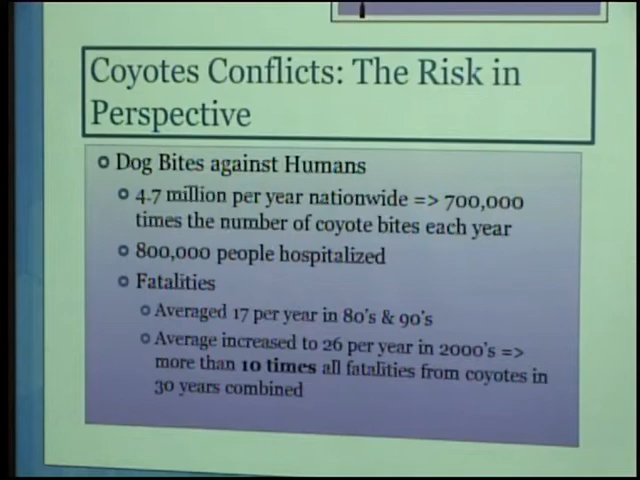 Coyotes Conflicts: The Risk in
Perspective
Dog Bites against Humans
4.7 million per year nationwide => 700,000
times the number of coyote bites each year
800,000 people hospitalized
Fatalities
Averaged 17 per year in 80's & 90's
Average increased to 26 per year in 2000's =>
more than 10 times all fatalities from coyotes in
30 years combined